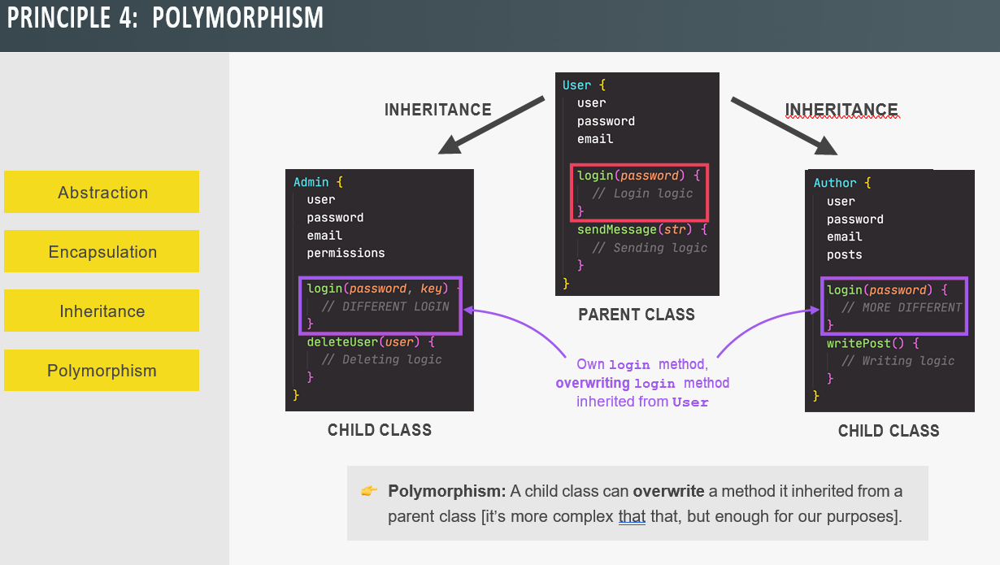 PRINCIPLE 4: POLYMORPHISM
Abstraction
Encapsulation
Inheritance
Polymorphism
INHERITANCE
INHERITANCE
User {
user
password
email
login(password) {
// Login logic
}
sendMessage(str) {
// Sending logic
}
}
PARENT CLASS
Admin {
user
password
email
permissions
login(password, key) {
// DIFFERENT LOGIN
}
deleteUser(user) {
// Deleting logic
}
}
CHILD CLASS
Author {
user
password
email
posts
login(password) {
// MORE DIFFERENT
}
writePost() {
// Writing logic
}
}
CHILD CLASS
Own login method,
overwriting login method
inherited from User
👉 Polymorphism: A child class can overwrite a method it inherited from a
parent class [it’s more complex that that, but enough for our purposes].